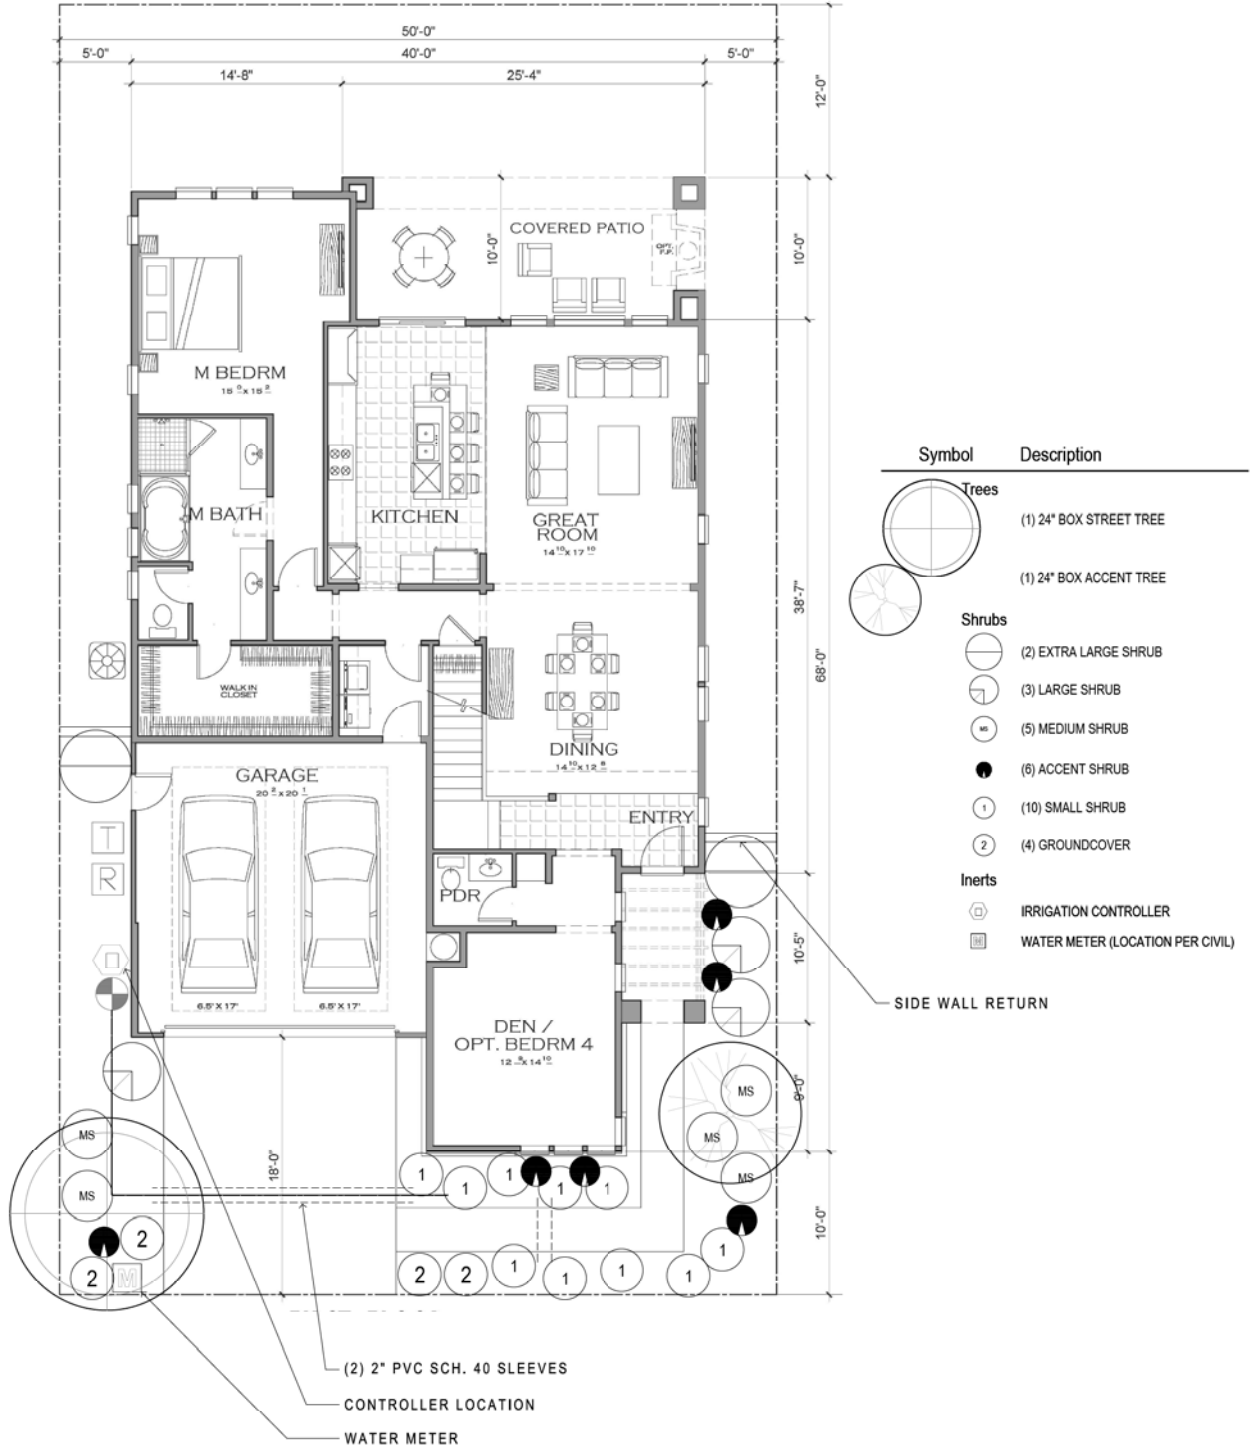 50'-0"
5'-0" 40'-0" 5'-0"
14'-8" 25'-4"
12'-0"
COVERED PATIO
OPT.
F.P.
10'-0"
10'-0"
M BEDRM
15 0 x 15 2
M BATH
KITCHEN
GREAT
ROOM
14 10 x 17 10
38'-7"
68'-0"
WALK IN
CLOSET
DINING
14 10 x 12 8
GARAGE
20 2 x 20 1
ENTRY
T
R
PDR
6.5' X 17' 6.5' X 17'
10'-5"
DEN /
OPT. BEDRM 4
12 8 x 14 10
9'-0"
MS
MS
MS
MS
MS
18'-0"
10'-0"
1 1 1 1 1
2
2 M
2 2 1 1 1 1 1
SIDE WALL RETURN
(2) 2" PVC SCH. 40 SLEEVES
CONTROLLER LOCATION
WATER METER
Symbol Description
Trees
(1) 24" BOX STREET TREE
(1) 24" BOX ACCENT TREE
Shrubs
(2) EXTRA LARGE SHRUB
(3) LARGE SHRUB
MS (5) MEDIUM SHRUB
(6) ACCENT SHRUB
1 (10) SMALL SHRUB
2 (4) GROUNDCOVER
Inerts
IRRIGATION CONTROLLER
M WATER METER (LOCATION PER CIVIL)